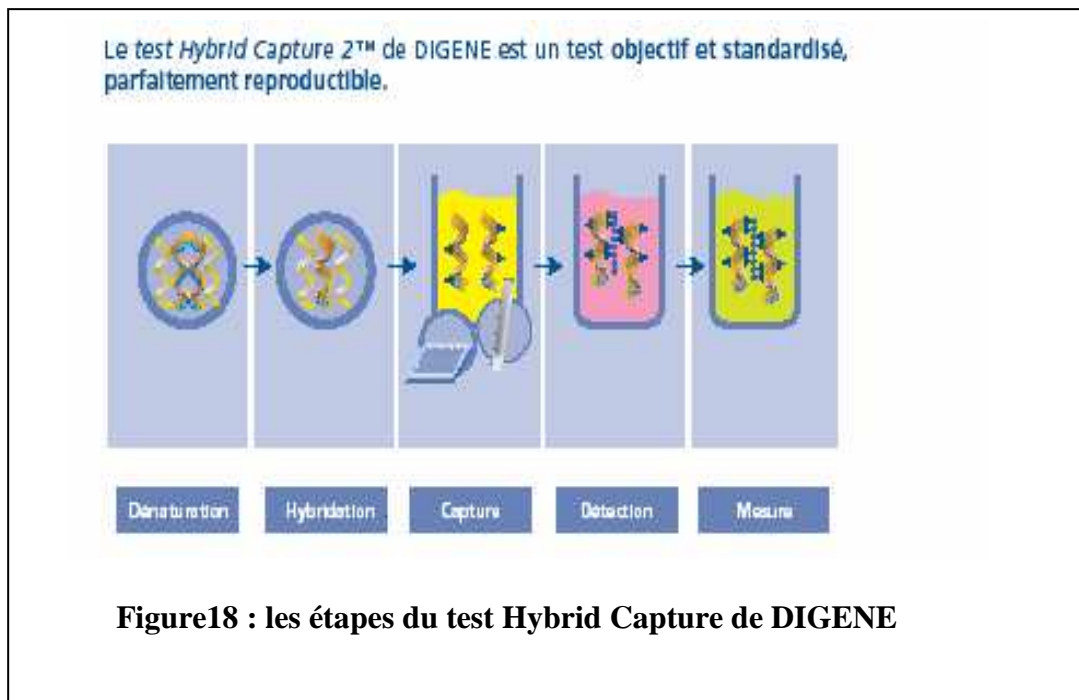 Le test Hybrid Capture 2™ de DIGENE est un test objectif et standardisé,
parfaitement reproductible.
Dénaturation
Hybridation
Capture
Détection
Mesure
Figure18 : les étapes du test Hybrid Capture de DIGENE